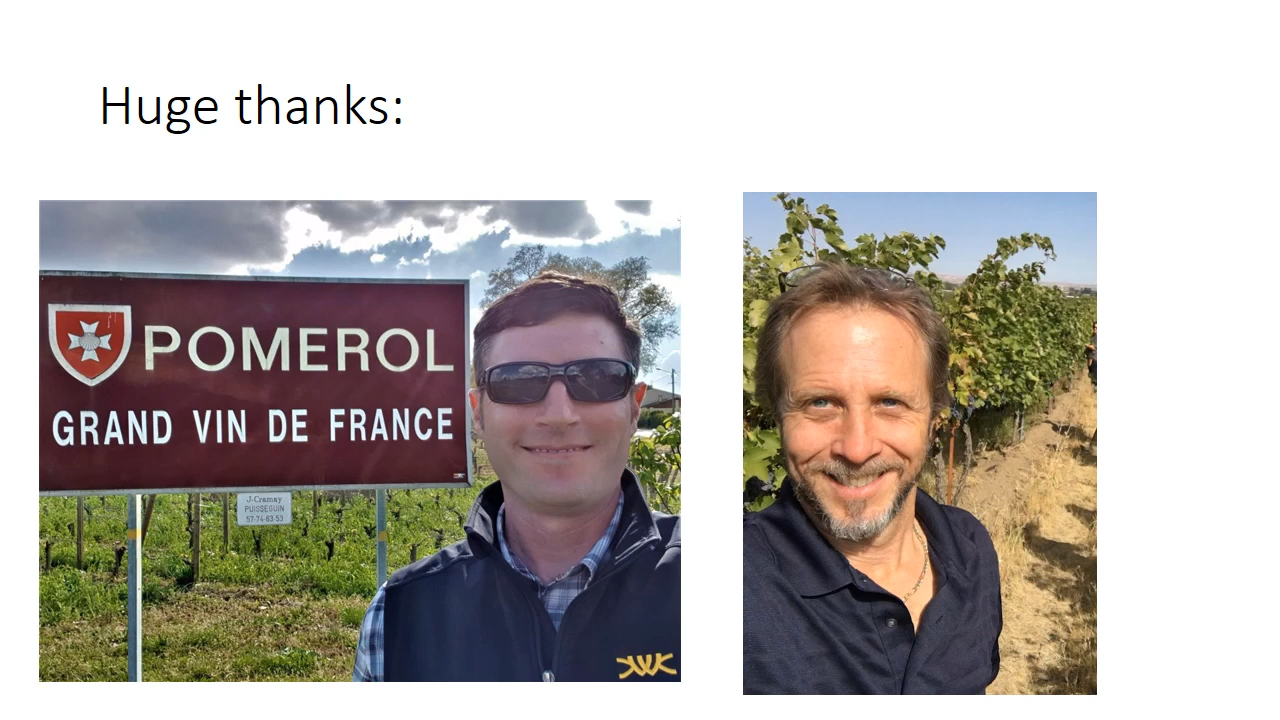 Huge thanks:
POMEROL
GRAND VIN DE FRANCE
J-Cramay
PUISSEGUIN
57-74-63-53